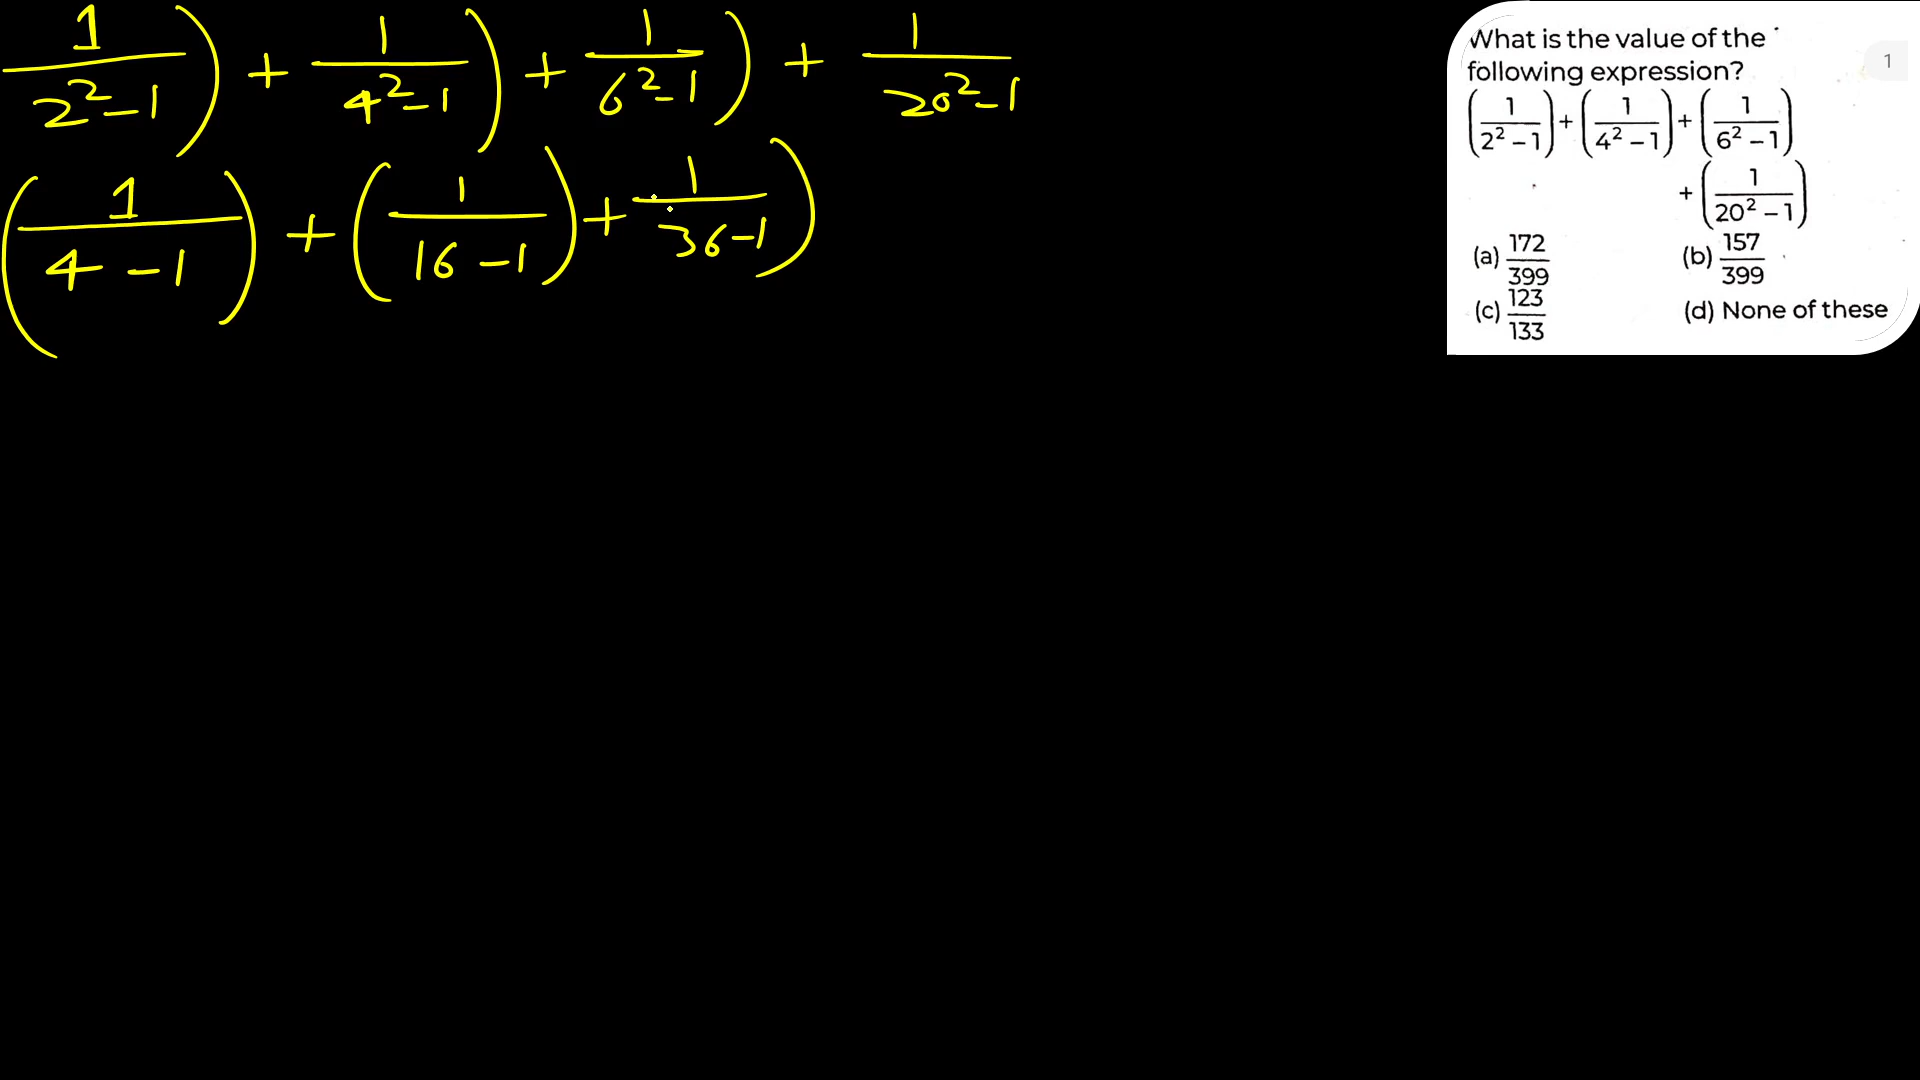 1/(2²-1)) + 1/(4²-1)) + 1/(6²-1)) + 1/(20²-1
(1/(4-1)) + (1/(16-1)) + 1/(36-1))
What is the value of the
following expression?
(1/(2²-1)) + (1/(4²-1)) + (1/(6²-1))
+ (1/(20²-1))
(a) 172/399 (b) 157/399
(c) 123/133 (d) None of these
1